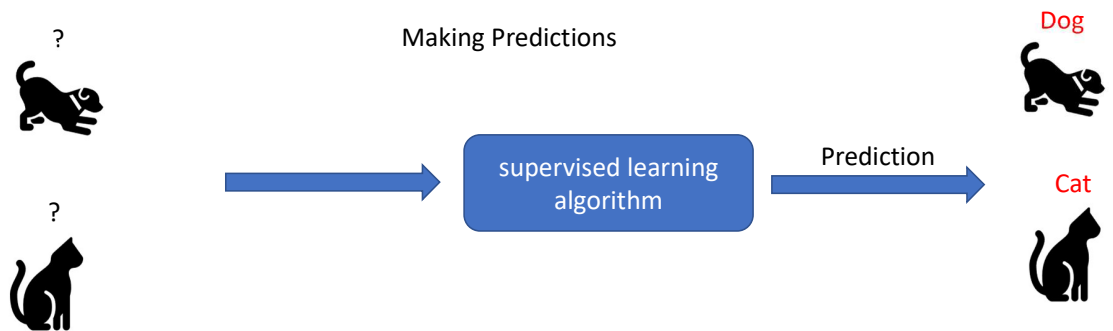 ?
Making Predictions
Dog
supervised learning
algorithm
Prediction
?
Cat